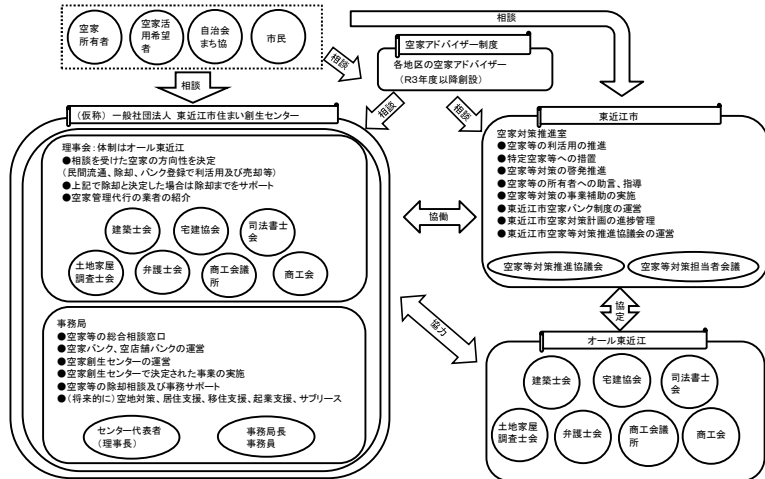 空家
所有者
空家活
用希望
者
自治会
まち協
市民
相談
相談
相談
空家アドバイザー制度
各地区の空家アドバイザー
（R3年度以降創設）
相談
相談
（仮称）一般社団法人 東近江市住まい創生センター
理事会：体制はオール東近江
●相談を受けた空家の方向性を決定
（民間流通、除却、バンク登録で利活用及び売却等）
●上記で除却と決定した場合は除却までをサポート
●空家管理代行の業者の紹介
建築士会
宅建協会
司法書士
会
土地家屋
調査士会
弁護士会
商工会議
所
商工会
事務局
●空家等の総合相談窓口
●空家バンク、空店舗バンクの運営
●空家創生センターの運営
●空家創生センターで決定された事業の実施
●空家等の除却相談及び事務サポート
●（将来的に）空地対策、居住支援、移住支援、起業支援、サブリース
センター代表者
（理事長）
事務局長
事務員
協働
協力
東近江市
空家対策推進室
●空家等の利活用の推進
●特定空家等への措置
●空家等対策の啓発推進
●空家等の所有者への助言、指導
●空家等対策の事業補助の実施
●東近江市空家バンク制度の運営
●東近江市空家対策計画の進捗管理
●東近江市空家等対策推進協議会の運営
空家等対策推進協議会
空家等対策担当者会議
協定
オール東近江
建築士会
宅建協会
司法書士
会
土地家屋
調査士会
弁護士会
商工会議
所
商工会